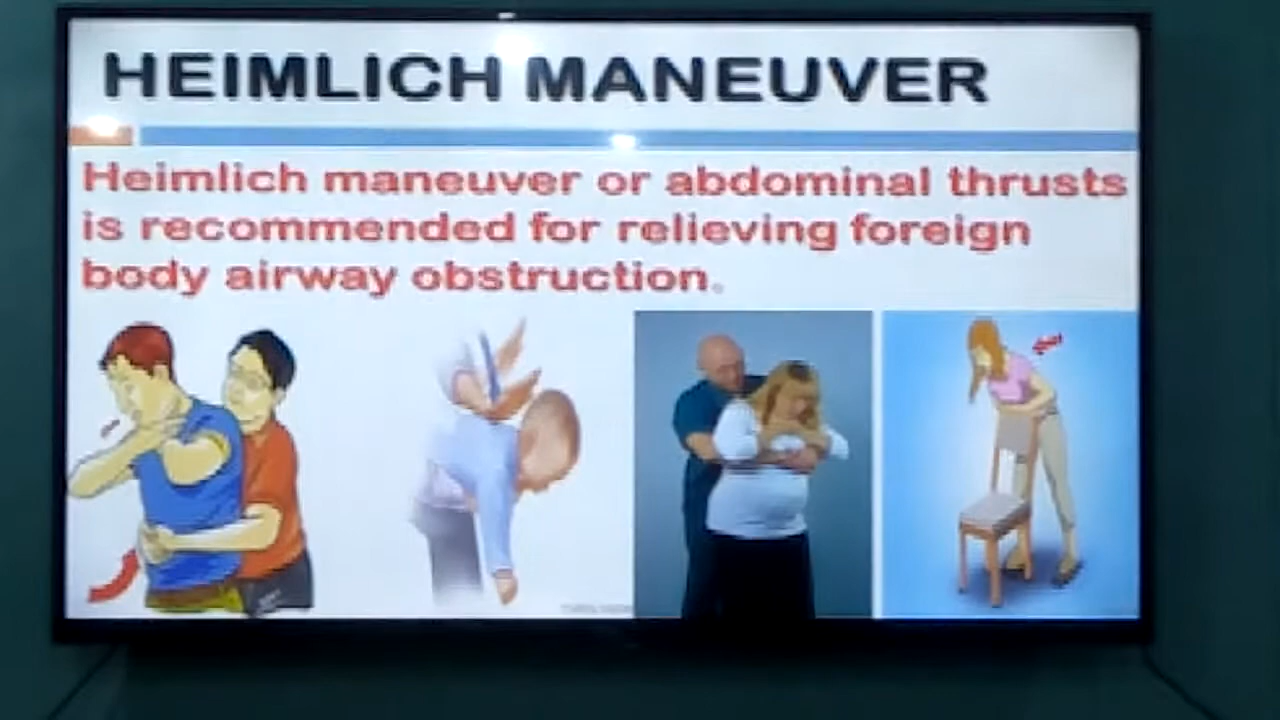 HEIMLICH MANEUVER
Heimlich maneuver or abdominal thrusts
is recommended for relieving foreign
body airway obstruction.